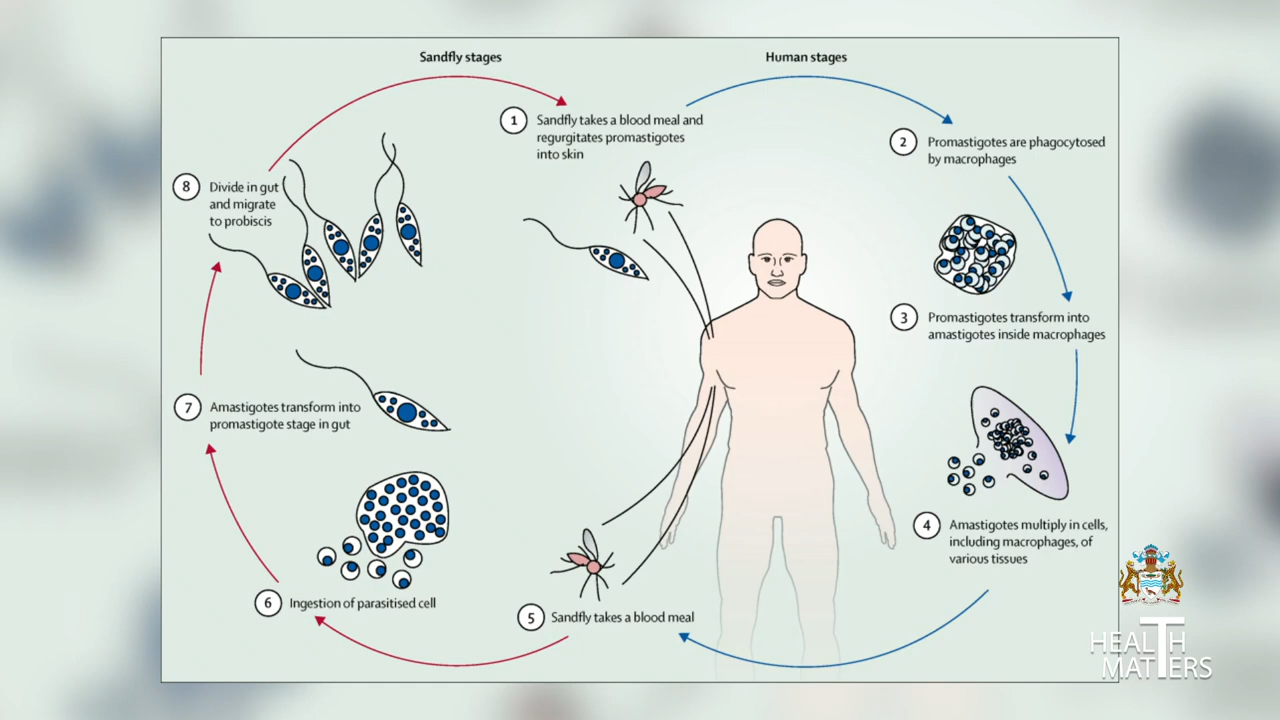 Sandfly stages
Human stages
1
Sandfly takes a blood meal and
regurgitates promastigotes
into skin
2
Promastigotes are phagocytosed
by macrophages
3
Promastigotes transform into
amastigotes inside macrophages
4
Amastigotes multiply in cells,
including macrophages, of
various tissues
5
Sandfly takes a blood meal
6
Ingestion of parasitised cell
7
Amastigotes transform into
promastigote stage in gut
8
Divide in gut
and migrate
to probiscis
HEALTH
MATTERS